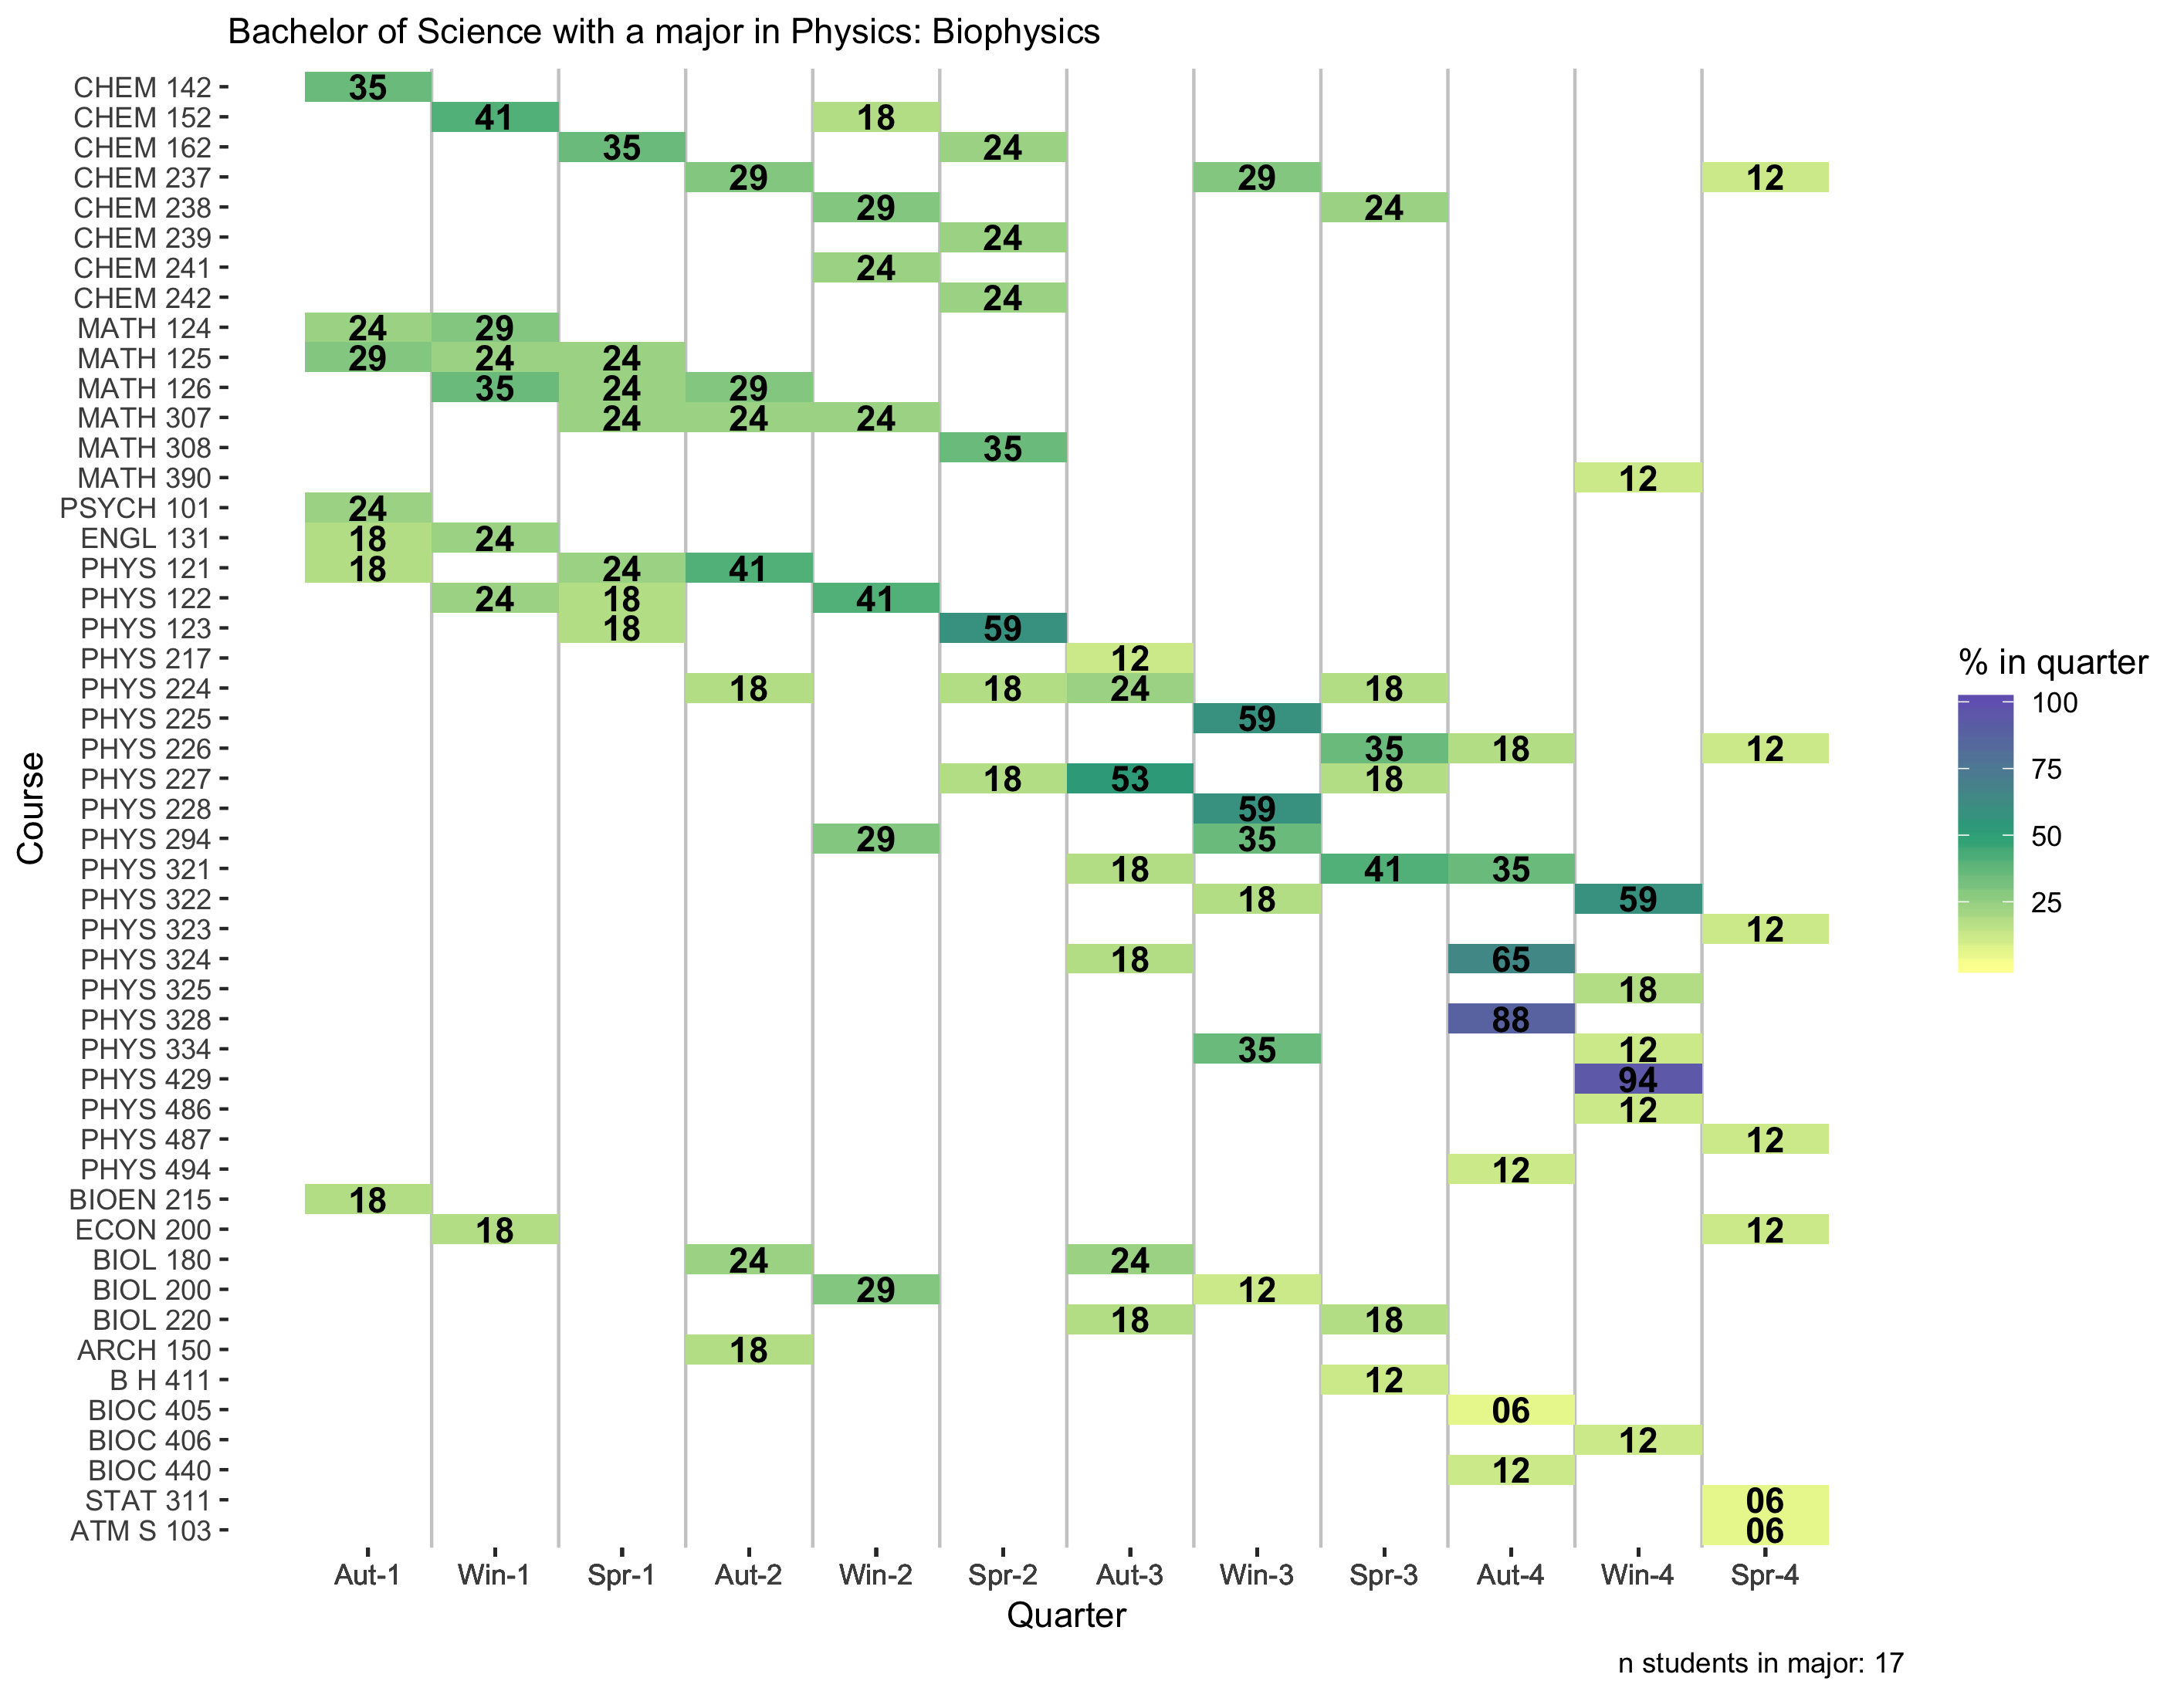 Bachelor of Science with a major in Physics: Biophysics
CHEM 142 35
CHEM 152 41 18
CHEM 162 35 24
CHEM 237 29 29 12
CHEM 238 29 24
CHEM 239 24
CHEM 241 24
CHEM 242 24
MATH 124 24 29
MATH 125 29 24 24
MATH 126 35 24 29
MATH 307 24 24 24
MATH 308 35
MATH 390 12
PSYCH 101 24
ENGL 131 18 24
PHYS 121 18 24 41
PHYS 122 24 18 41
PHYS 123 18 59
PHYS 217 12
PHYS 224 18 18 24 18
PHYS 225 59
PHYS 226 35 18 12
PHYS 227 18 53 18
PHYS 228 59
PHYS 294 29 35
PHYS 321 18 41 35
PHYS 322 18 59
PHYS 323 12
PHYS 324 18 65
PHYS 325 18
PHYS 328 88
PHYS 334 35 12
PHYS 429 94
PHYS 486 12
PHYS 487 12
PHYS 494 12
BIOEN 215 18
ECON 200 18 12
BIOL 180 24 24
BIOL 200 29 12
BIOL 220 18 18
ARCH 150 18
B H 411 12
BIOC 405 06
BIOC 406 12
BIOC 440 12
STAT 311 06
ATM S 103 06
Aut-1 Win-1 Spr-1 Aut-2 Win-2 Spr-2 Aut-3 Win-3 Spr-3 Aut-4 Win-4 Spr-4
Quarter
Course
% in quarter
100
75
50
25
n students in major: 17